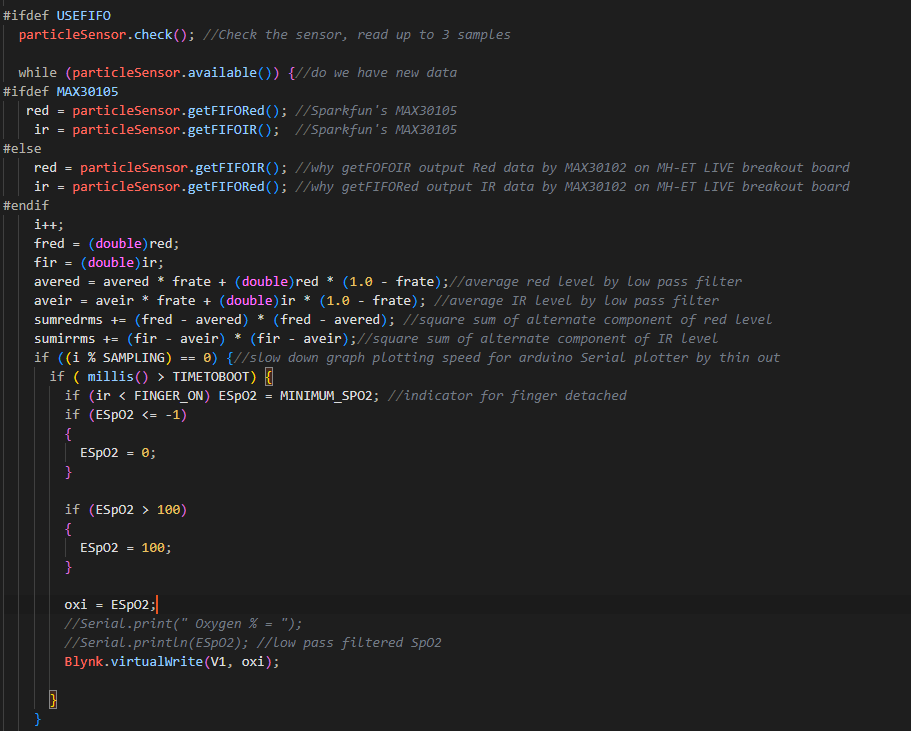 #ifdef USEFIFO
particleSensor.check(); //Check the sensor, read up to 3 samples
while (particleSensor.available()) {//do we have new data
#ifdef MAX30105
red = particleSensor.getFIFORed(); //Sparkfun's MAX30105
ir = particleSensor.getFIFOIR();  //Sparkfun's MAX30105
#else
red = particleSensor.getFIFOIR(); //why getFOFOIR output Red data by MAX30102 on MH-ET LIVE breakout board
ir = particleSensor.getFIFORed(); //why getFIFORed output IR data by MAX30102 on MH-ET LIVE breakout board
#endif
i++;
fred = (double)red;
fir = (double)ir;
avered = avered * frate + (double)red * (1.0 - frate);//average red level by low pass filter
aveir = aveir * frate + (double)ir * (1.0 - frate); //average IR level by low pass filter
sumredrms += (fred - avered) * (fred - avered); //square sum of alternate component of red level
sumirrms += (fir - aveir) * (fir - aveir);//square sum of alternate component of IR level
if ((i % SAMPLING) == 0) {//slow down graph plotting speed for arduino Serial plotter by thin out
if ( millis() > TIMETOBOOT) {
if (ir < FINGER_ON) ESpO2 = MINIMUM_SPO2; //indicator for finger detached
if (ESpO2 <= -1)
{
ESpO2 = 0;
}
if (ESpO2 > 100)
{
ESpO2 = 100;
}
oxi = ESpO2;
//Serial.print(" Oxygen % = ");
//Serial.println(ESpO2); //low pass filtered SpO2
Blynk.virtualWrite(V1, oxi);
}
}